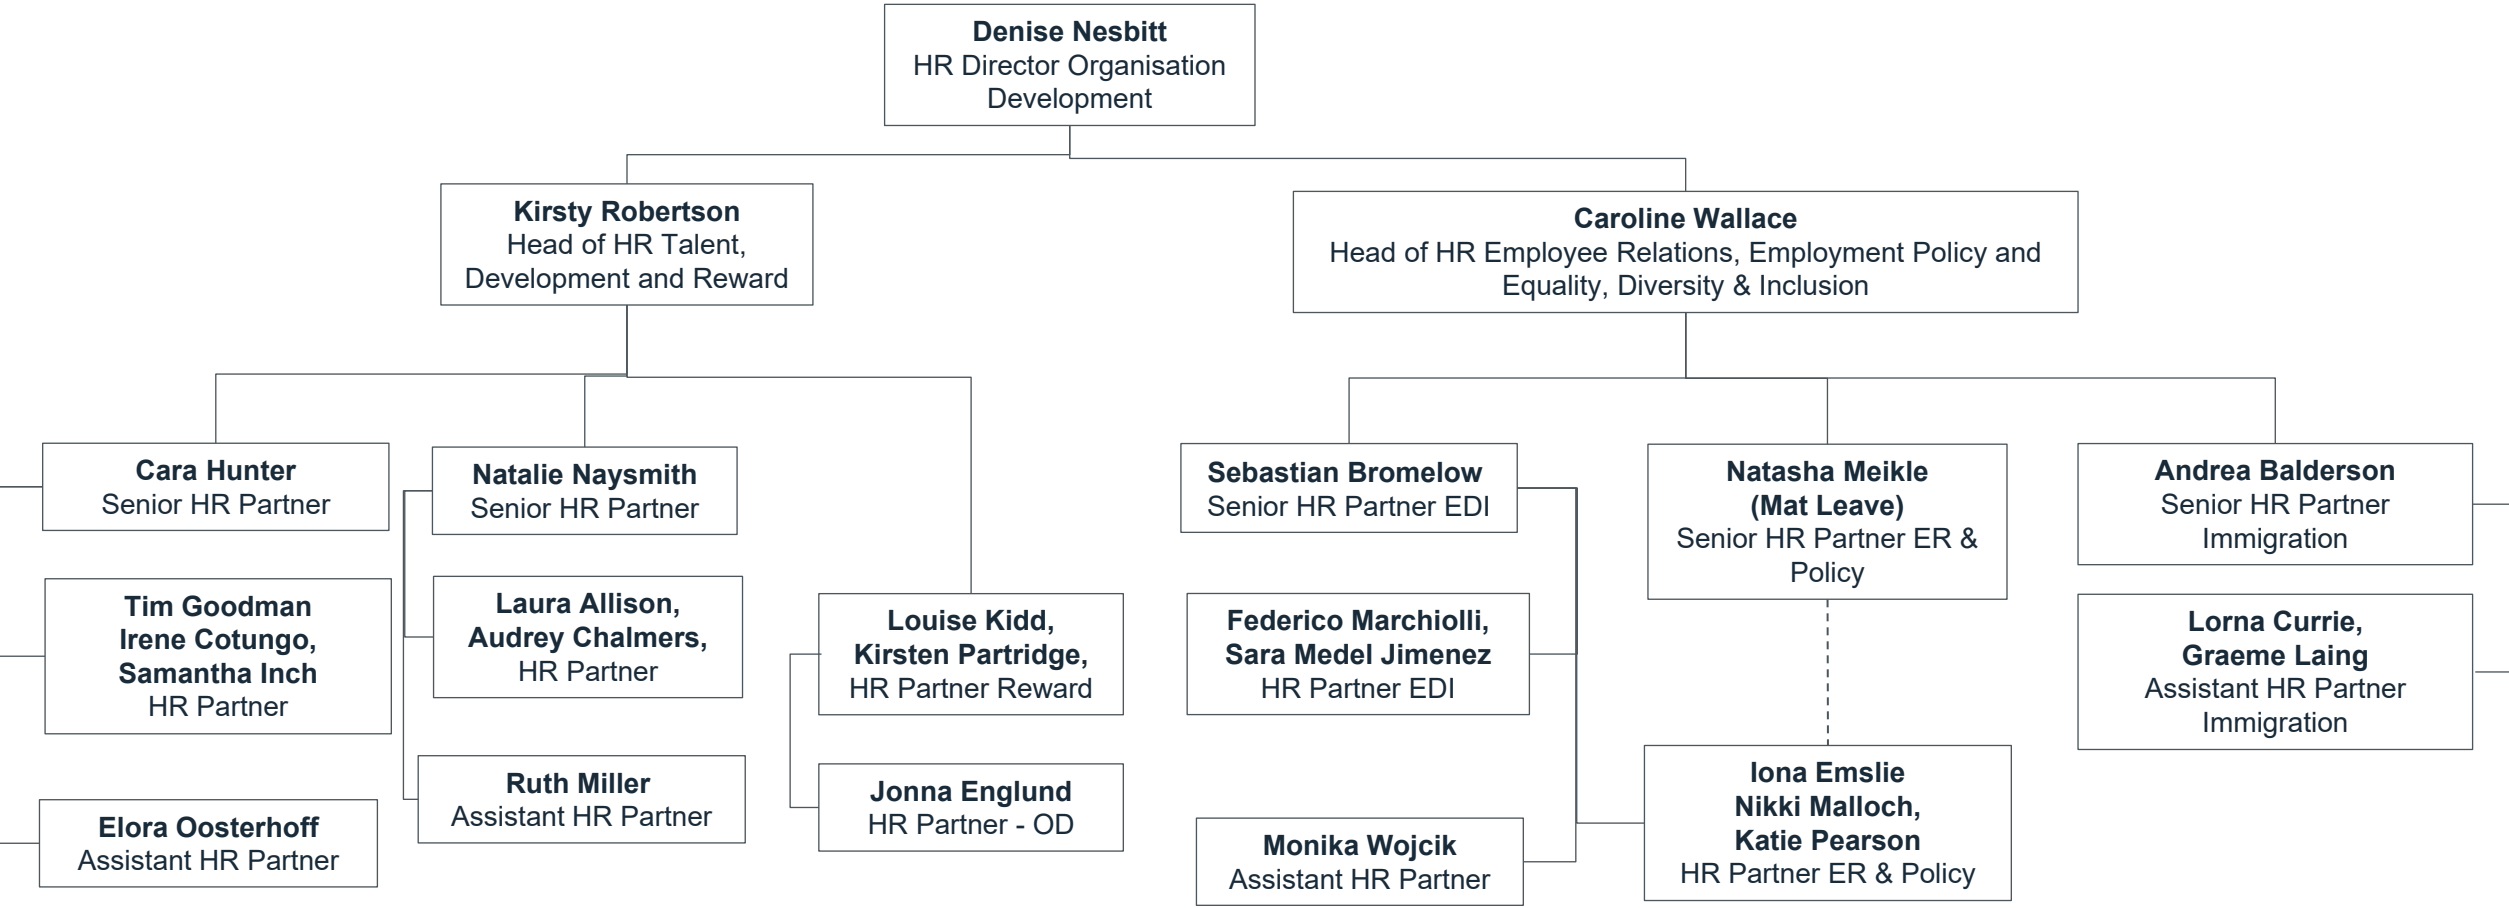 Denise Nesbitt
HR Director Organisation
Development
Kirsty Robertson
Head of HR Talent,
Development and Reward
Caroline Wallace
Head of HR Employee Relations, Employment Policy and
Equality, Diversity & Inclusion
Cara Hunter
Senior HR Partner
Natalie Naysmith
Senior HR Partner
Sebastian Bromelow
Senior HR Partner EDI
Natasha Meikle
(Mat Leave)
Senior HR Partner ER &
Policy
Andrea Balderson
Senior HR Partner
Immigration
Tim Goodman
Irene Cotungo,
Samantha Inch
HR Partner
Laura Allison,
Audrey Chalmers,
HR Partner
Louise Kidd,
Kirsten Partridge,
HR Partner Reward
Federico Marchiolli,
Sara Medel Jimenez
HR Partner EDI
Lorna Currie,
Graeme Laing
Assistant HR Partner
Immigration
Elora Oosterhoff
Assistant HR Partner
Ruth Miller
Assistant HR Partner
Jonna Englund
HR Partner - OD
Monika Wojcik
Assistant HR Partner
Iona Emslie
Nikki Malloch,
Katie Pearson
HR Partner ER & Policy